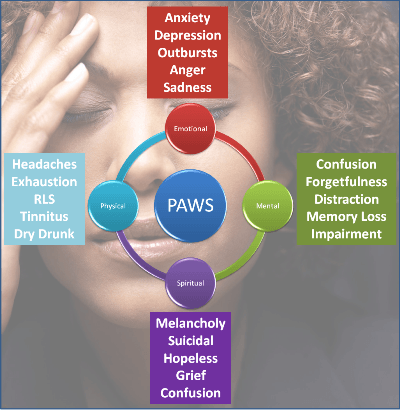 Anxiety
Depression
Outbursts
Anger
Sadness
Emotional
Headaches
Exhaustion
RLS
Tinnitus
Dry Drunk
Physical
PAWS
Mental
Confusion
Forgetfulness
Distraction
Memory Loss
Impairment
Spiritual
Melancholy
Suicidal
Hopeless
Grief
Confusion